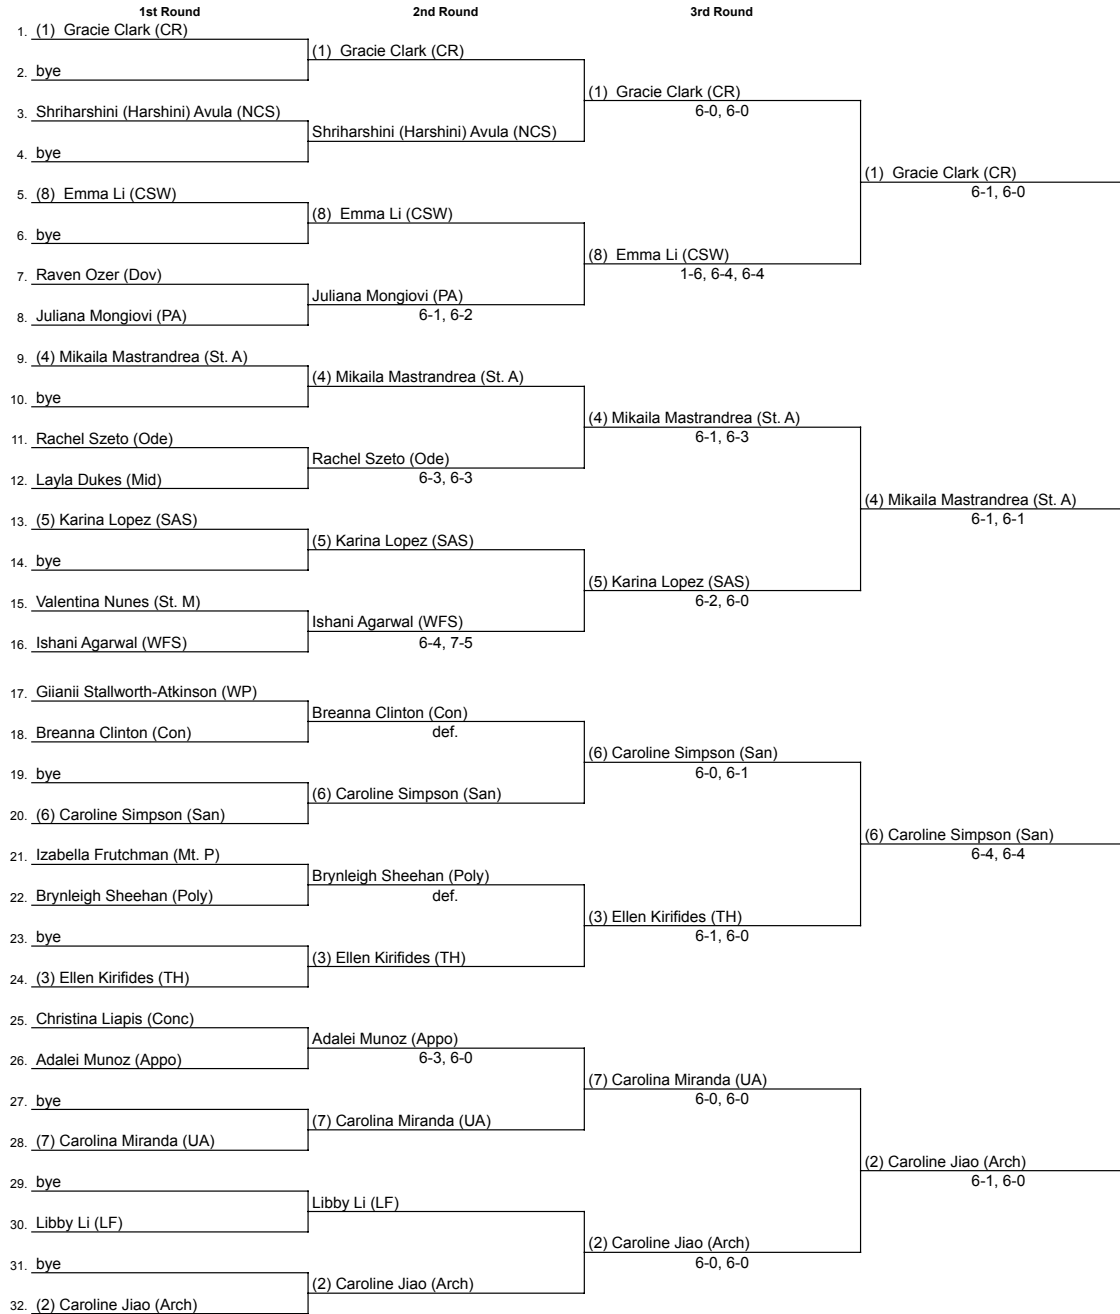 1st Round
2nd Round
3rd Round
1. (1) Gracie Clark (CR)
2. bye
3. Shriharshini (Harshini) Avula (NCS)
4. bye
5. (8) Emma Li (CSW)
6. bye
7. Raven Ozer (Dov)
8. Juliana Mongiovi (PA)
9. (4) Mikaila Mastrandrea (St. A)
10. bye
11. Rachel Szeto (Ode)
12. Layla Dukes (Mid)
13. (5) Karina Lopez (SAS)
14. bye
15. Valentina Nunes (St. M)
16. Ishani Agarwal (WFS)
17. Giianii Stallworth-Atkinson (WP)
18. Breanna Clinton (Con)
19. bye
20. (6) Caroline Simpson (San)
21. Izabella Frutchman (Mt. P)
22. Brynleigh Sheehan (Poly)
23. bye
24. (3) Ellen Kirifides (TH)
25. Christina Liapis (Conc)
26. Adalei Munoz (Appo)
27. bye
28. (7) Carolina Miranda (UA)
29. bye
30. Libby Li (LF)
31. bye
32. (2) Caroline Jiao (Arch)
(1) Gracie Clark (CR)
Shriharshini (Harshini) Avula (NCS)
(8) Emma Li (CSW)
Juliana Mongiovi (PA)
6-1, 6-2
(4) Mikaila Mastrandrea (St. A)
Rachel Szeto (Ode)
6-3, 6-3
(5) Karina Lopez (SAS)
Ishani Agarwal (WFS)
6-4, 7-5
Breanna Clinton (Con)
def.
(6) Caroline Simpson (San)
Brynleigh Sheehan (Poly)
def.
(3) Ellen Kirifides (TH)
Adalei Munoz (Appo)
6-3, 6-0
(7) Carolina Miranda (UA)
Libby Li (LF)
(2) Caroline Jiao (Arch)
(1) Gracie Clark (CR)
6-0, 6-0
(8) Emma Li (CSW)
1-6, 6-4, 6-4
(4) Mikaila Mastrandrea (St. A)
6-1, 6-3
(5) Karina Lopez (SAS)
6-2, 6-0
(6) Caroline Simpson (San)
6-0, 6-1
(3) Ellen Kirifides (TH)
6-1, 6-0
(7) Carolina Miranda (UA)
6-0, 6-0
(2) Caroline Jiao (Arch)
6-0, 6-0
(1) Gracie Clark (CR)
6-1, 6-0
(4) Mikaila Mastrandrea (St. A)
6-1, 6-1
(6) Caroline Simpson (San)
6-4, 6-4
(2) Caroline Jiao (Arch)
6-1, 6-0